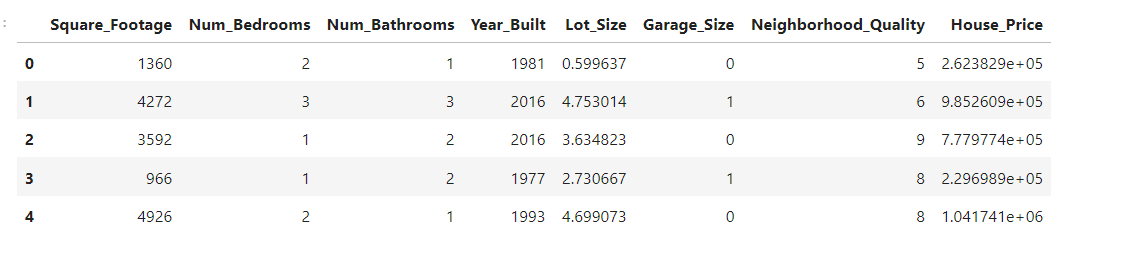 :
Square_Footage Num_Bedrooms Num_Bathrooms Year_Built Lot_Size Garage_Size Neighborhood_Quality House_Price
0 1360 2 1 1981 0.599637 0 5 2.623829e+05
1 4272 3 3 2016 4.753014 1 6 9.852609e+05
2 3592 1 2 2016 3.634823 0 9 7.779774e+05
3 966 1 2 1977 2.730667 1 8 2.296989e+05
4 4926 2 1 1993 4.699073 0 8 1.041741e+06